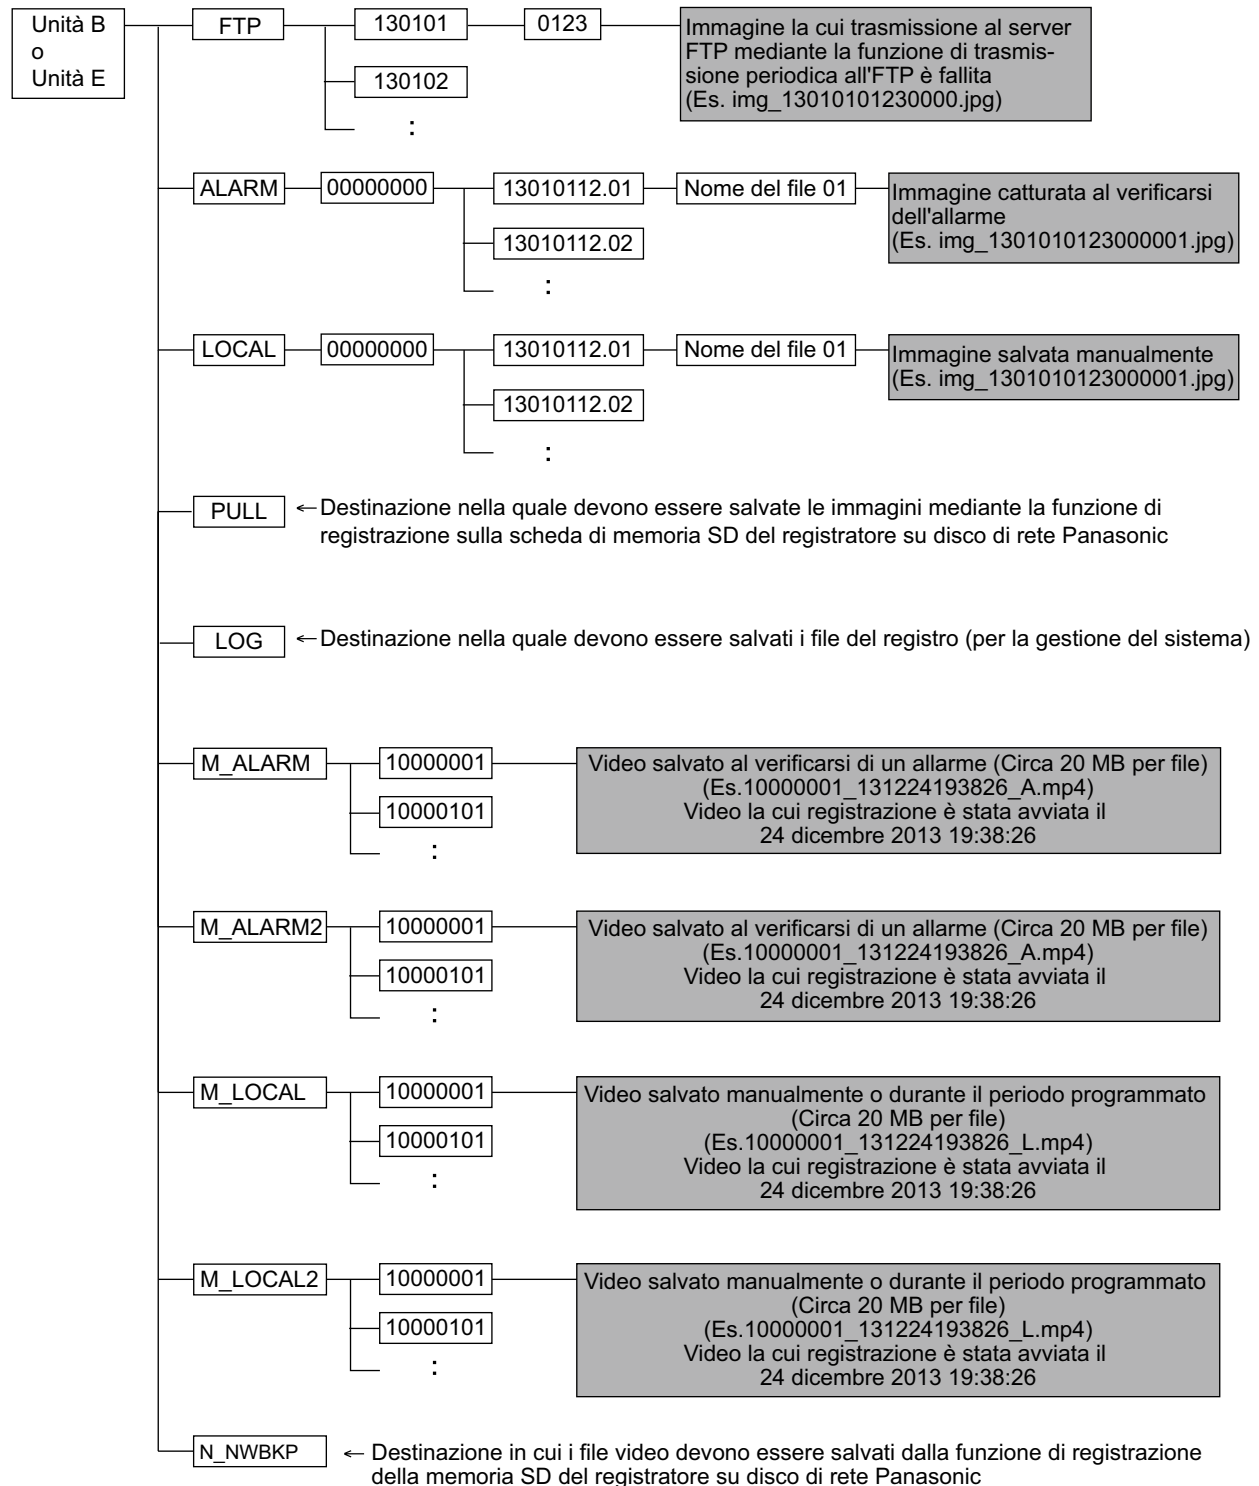 Unità B
o
Unità E
FTP
130101
0123
Immagine la cui trasmissione al server
FTP mediante la funzione di trasmis-
sione periodica all'FTP è fallita
(Es. img_13010101230000.jpg)
130102
:
ALARM
00000000
13010112.01
Nome del file 01
Immagine catturata al verificarsi
dell'allarme
(Es. img_1301010123000001.jpg)
13010112.02
:
LOCAL
00000000
13010112.01
Nome del file 01
Immagine salvata manualmente
(Es. img_1301010123000001.jpg)
13010112.02
:
PULL
← Destinazione nella quale devono essere salvate le immagini mediante la funzione di
registrazione sulla scheda di memoria SD del registratore su disco di rete Panasonic
LOG
← Destinazione nella quale devono essere salvati i file del registro (per la gestione del sistema)
M_ALARM
10000001
Video salvato al verificarsi di un allarme (Circa 20 MB per file)
(Es.10000001_131224193826_A.mp4)
Video la cui registrazione è stata avviata il
24 dicembre 2013 19:38:26
10000101
:
M_ALARM2
10000001
Video salvato al verificarsi di un allarme (Circa 20 MB per file)
(Es.10000001_131224193826_A.mp4)
Video la cui registrazione è stata avviata il
24 dicembre 2013 19:38:26
10000101
:
M_LOCAL
10000001
Video salvato manualmente o durante il periodo programmato
(Circa 20 MB per file)
(Es.10000001_131224193826_L.mp4)
Video la cui registrazione è stata avviata il
24 dicembre 2013 19:38:26
10000101
:
M_LOCAL2
10000001
Video salvato manualmente o durante il periodo programmato
(Circa 20 MB per file)
(Es.10000001_131224193826_L.mp4)
Video la cui registrazione è stata avviata il
24 dicembre 2013 19:38:26
10000101
:
N_NWBKP
← Destinazione in cui i file video devono essere salvati dalla funzione di registrazione
della memoria SD del registratore su disco di rete Panasonic